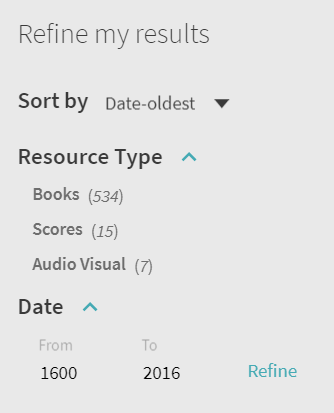 Refine my results
Sort by Date-oldest
Resource Type
Books (534)
Scores (15)
Audio Visual (7)
Date
From To
1600 2016 Refine